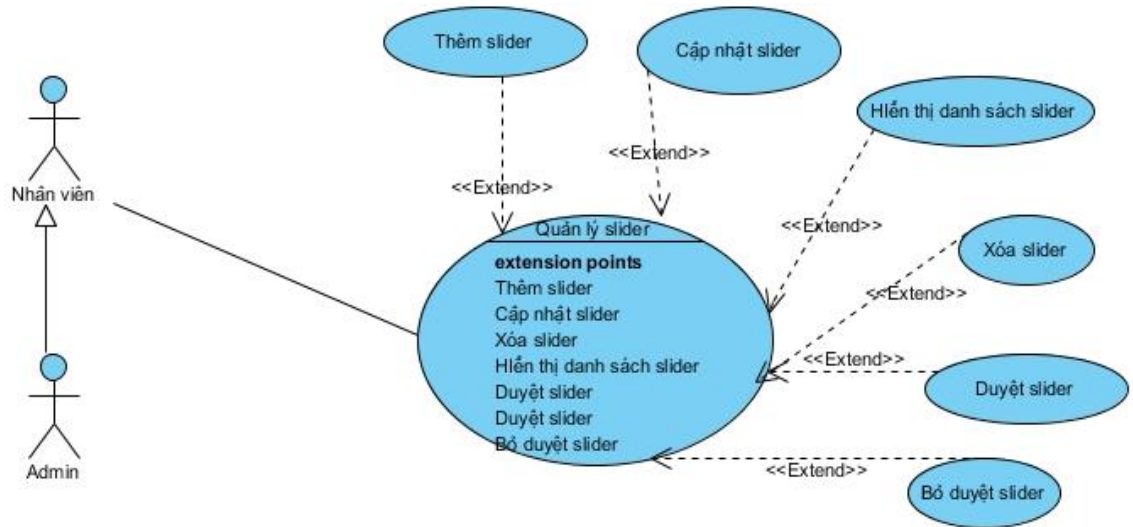 Thêm slider
Cập nhật slider
HIển thị danh sách slider
<<Extend>>
<<Extend>>
Nhân viên
<<Extend>>
Quản lý slider
extension points
Thêm slider
Cập nhật slider
Xóa slider
HIển thị danh sách slider
Duyệt slider
Duyệt slider
Bỏ duyệt slider
Xóa slider
<<Extend>>
<<Extend>>
Duyệt slider
Admin
<<Extend>>
Bỏ duyệt slider